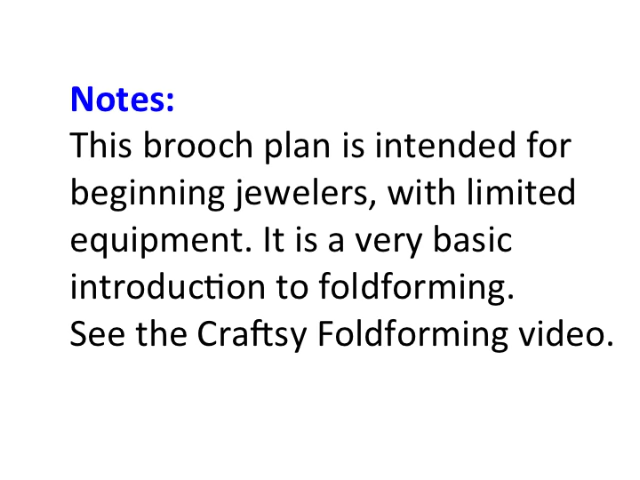 Notes:
This brooch plan is intended for
beginning jewelers, with limited
equipment. It is a very basic
introduction to foldforming.
See the Craftsy Foldforming video.